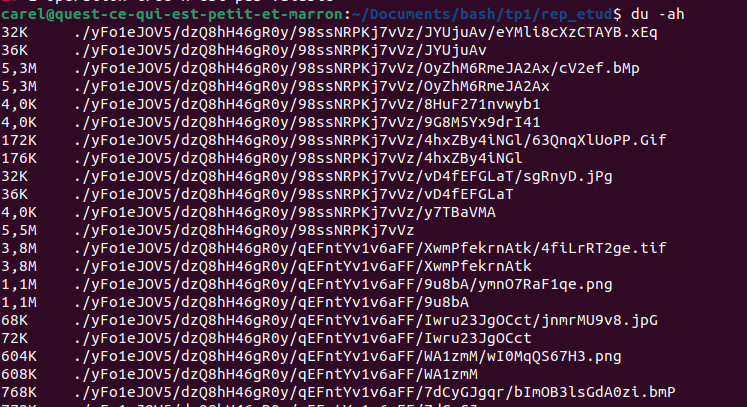 carel@quest-ce-qui-est-petit-et-marron:~/Documents/bash/tp1/rep_etud$ du -ah
32K ./yFo1eJOV5/dzQ8hH46gR0y/98ssNRPKj7vVz/JYUjuAv/eYMli8cXzCTAYB.xEq
36K ./yFo1eJOV5/dzQ8hH46gR0y/98ssNRPKj7vVz/JYUjuAv
5,3M ./yFo1eJOV5/dzQ8hH46gR0y/98ssNRPKj7vVz/OyZhM6RmeJA2Ax/cV2ef.bMp
5,3M ./yFo1eJOV5/dzQ8hH46gR0y/98ssNRPKj7vVz/OyZhM6RmeJA2Ax
4,0K ./yFo1eJOV5/dzQ8hH46gR0y/98ssNRPKj7vVz/8HuF271nvwyb1
4,0K ./yFo1eJOV5/dzQ8hH46gR0y/98ssNRPKj7vVz/9G8M5Yx9drI41
172K ./yFo1eJOV5/dzQ8hH46gR0y/98ssNRPKj7vVz/4hxZBy4iNGl/63QnqXlUoPP.Gif
176K ./yFo1eJOV5/dzQ8hH46gR0y/98ssNRPKj7vVz/4hxZBy4iNGl
32K ./yFo1eJOV5/dzQ8hH46gR0y/98ssNRPKj7vVz/vD4fEFGLaT/sgRnyD.jPg
36K ./yFo1eJOV5/dzQ8hH46gR0y/98ssNRPKj7vVz/vD4fEFGLaT
4,0K ./yFo1eJOV5/dzQ8hH46gR0y/98ssNRPKj7vVz/y7TBaVMA
5,5M ./yFo1eJOV5/dzQ8hH46gR0y/98ssNRPKj7vVz
3,8M ./yFo1eJOV5/dzQ8hH46gR0y/qEFntYv1v6aFF/XwmPfekrnAtk/4fiLrRT2ge.tif
3,8M ./yFo1eJOV5/dzQ8hH46gR0y/qEFntYv1v6aFF/XwmPfekrnAtk
1,1M ./yFo1eJOV5/dzQ8hH46gR0y/qEFntYv1v6aFF/9u8bA/ymnO7RaF1qe.png
1,1M ./yFo1eJOV5/dzQ8hH46gR0y/qEFntYv1v6aFF/9u8bA
68K ./yFo1eJOV5/dzQ8hH46gR0y/qEFntYv1v6aFF/Iwru23JgOCct/jnmrMU9v8.jpG
72K ./yFo1eJOV5/dzQ8hH46gR0y/qEFntYv1v6aFF/Iwru23JgOCct
604K ./yFo1eJOV5/dzQ8hH46gR0y/qEFntYv1v6aFF/WA1zmM/wI0MqQS67H3.png
608K ./yFo1eJOV5/dzQ8hH46gR0y/qEFntYv1v6aFF/WA1zmM
768K ./yFo1eJOV5/dzQ8hH46gR0y/qEFntYv1v6aFF/7dCyGJgqr/bImOB3lsGdA0zi.bmP